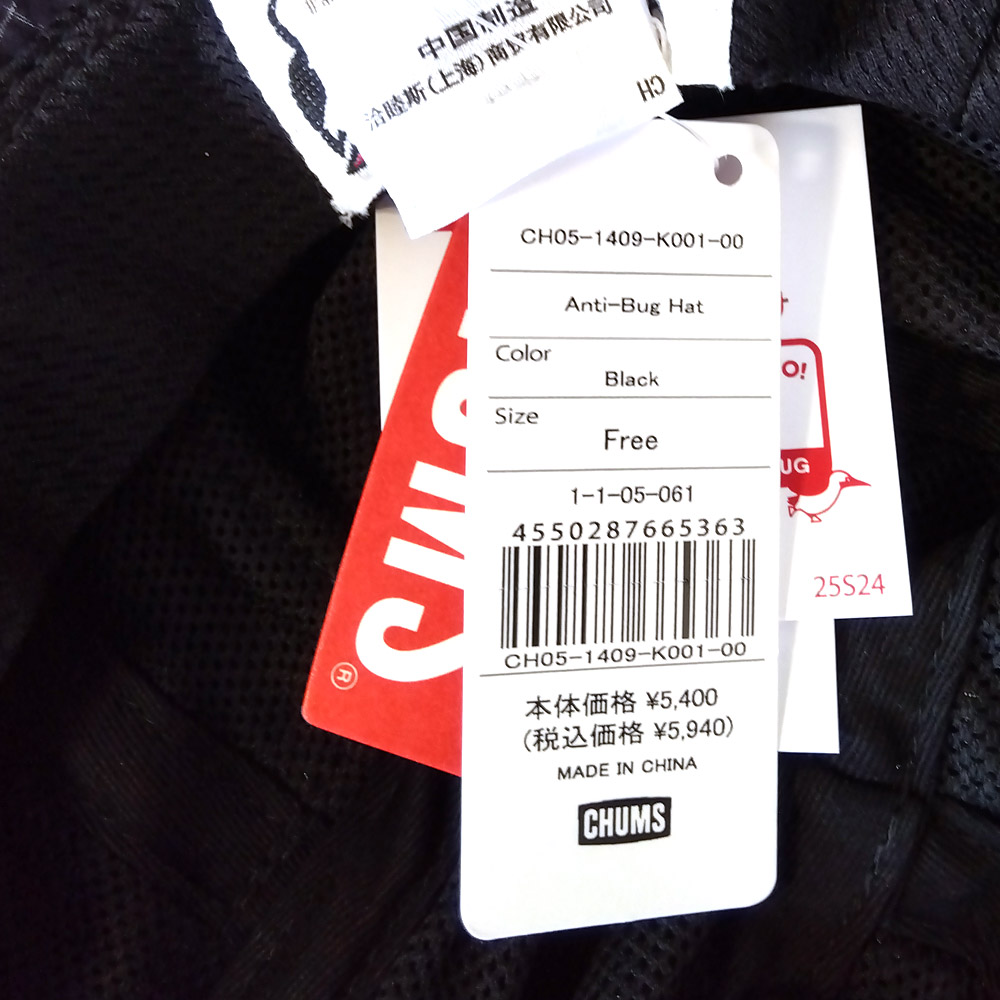 中国制造
洽睦斯(上海)商贸有限公司
CH
CH05-1409-K001-00
Anti-Bug Hat
Color
Black
Size
Free
1-1-05-061
4550287665363
CH05-1409-K001-00
本体価格 ¥5,400
(税込価格 ¥5,940)
MADE IN CHINA
CHUMS
O!
UG
25S24
UMS
®